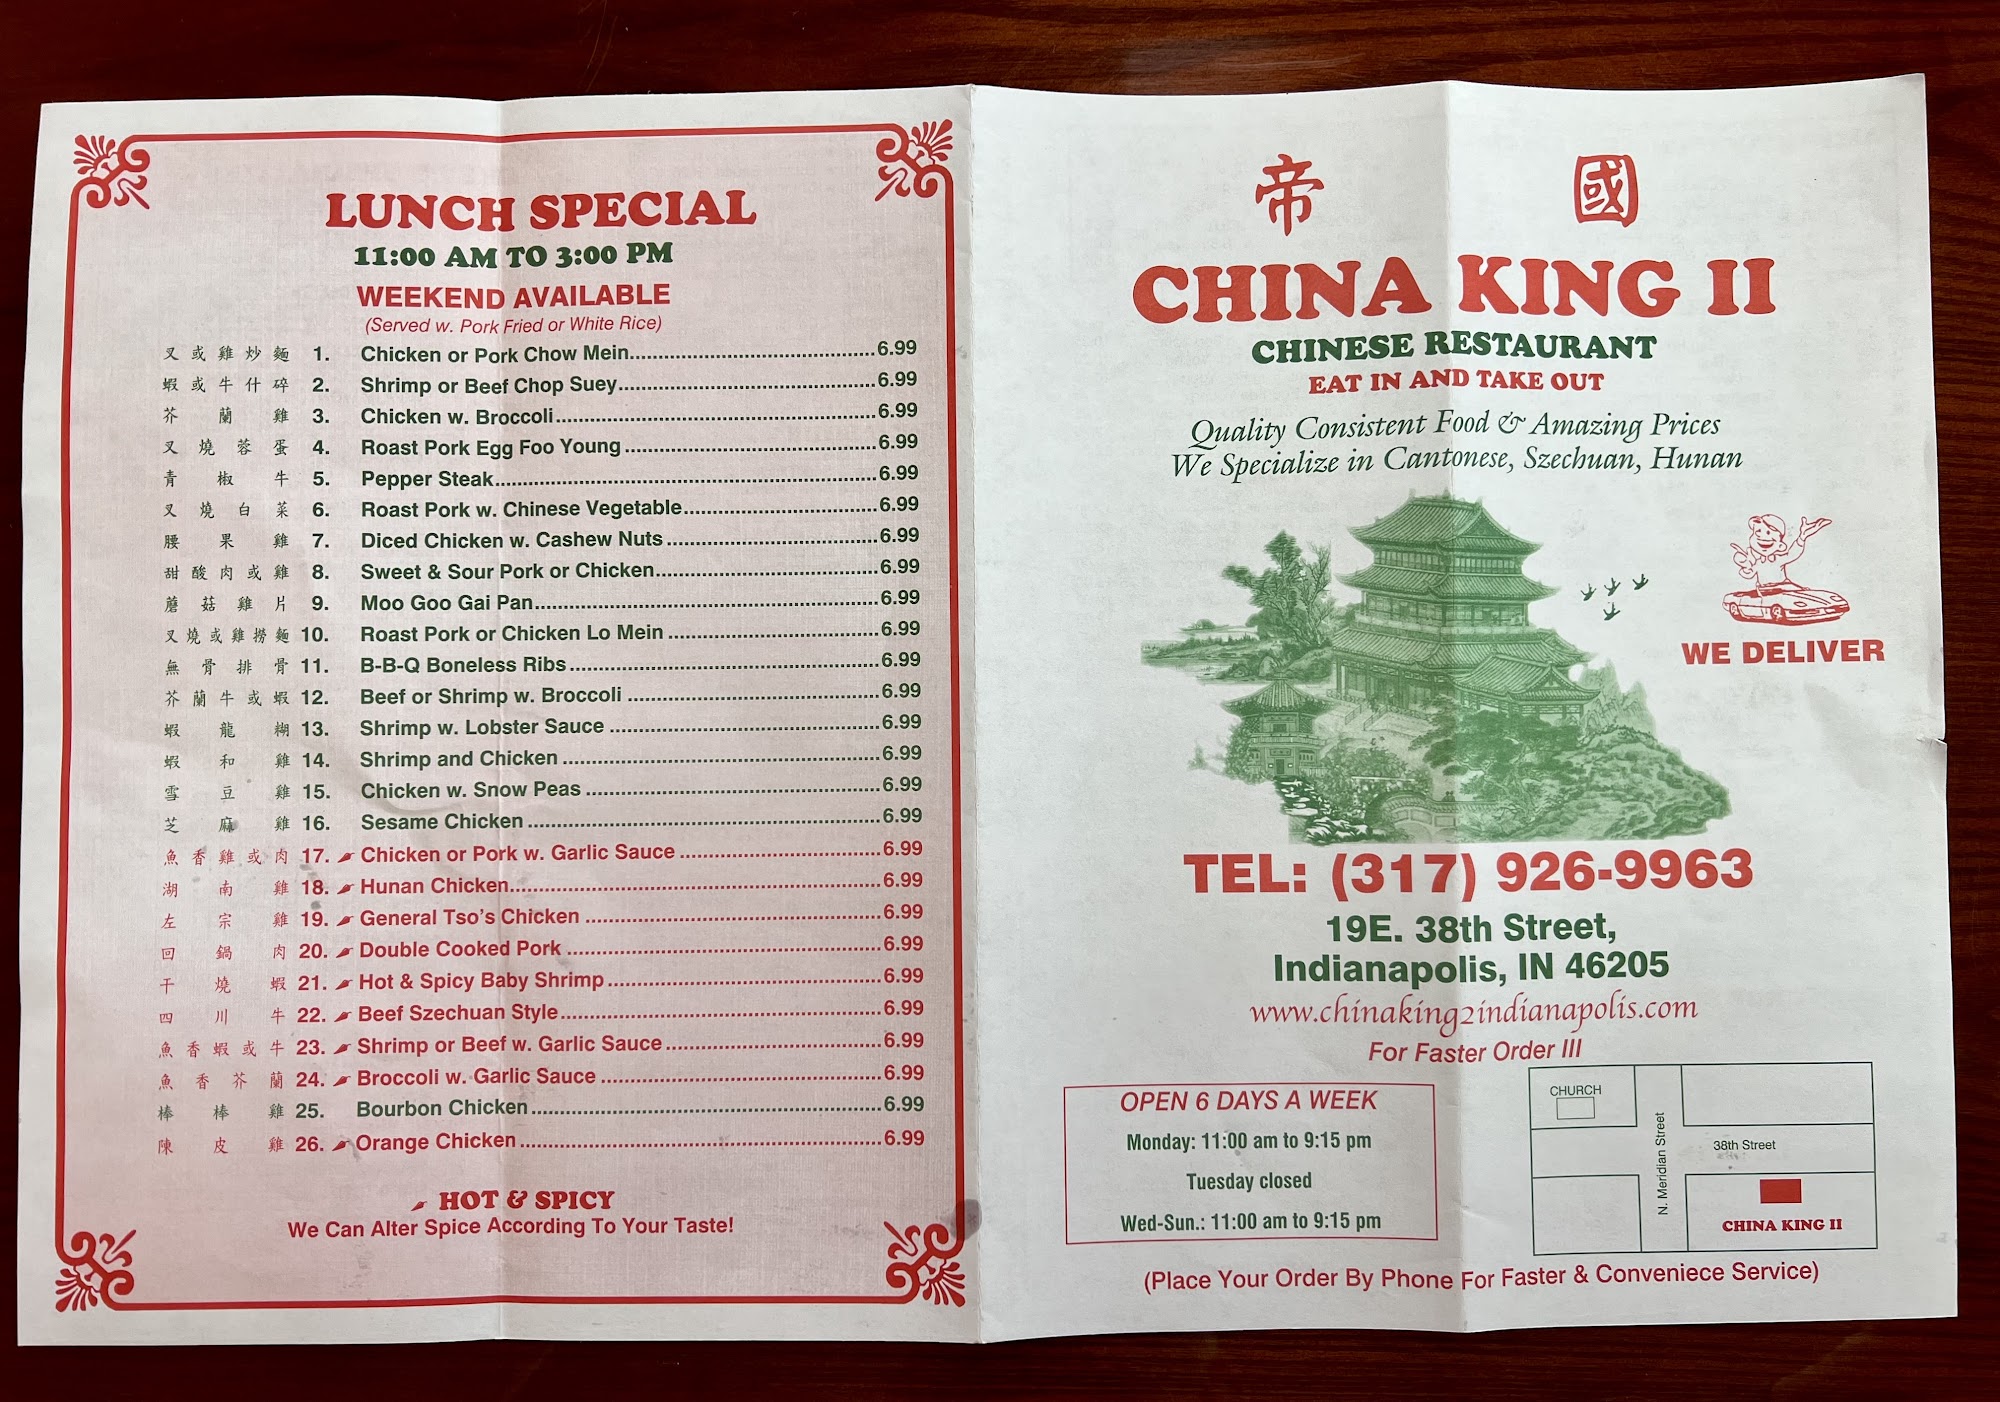 LUNCH SPECIAL
11:00 AM TO 3:00 PM
WEEKEND AVAILABLE
(Served w. Pork Fried or White Rice)
叉或雞炒麵 1. Chicken or Pork Chow Mein 6.99
蝦或牛什碎 2. Shrimp or Beef Chop Suey 6.99
芥蘭雞 3. Chicken w. Broccoli 6.99
叉燒蓉蛋 4. Roast Pork Egg Foo Young 6.99
青椒牛 5. Pepper Steak 6.99
叉燒白菜 6. Roast Pork w. Chinese Vegetable 6.99
腰果雞 7. Diced Chicken w. Cashew Nuts 6.99
甜酸肉或雞 8. Sweet & Sour Pork or Chicken 6.99
蘑菇雞片 9. Moo Goo Gai Pan 6.99
叉燒或雞撈麵 10. Roast Pork or Chicken Lo Mein 6.99
無骨排骨 11. B-B-Q Boneless Ribs 6.99
芥蘭牛或蝦 12. Beef or Shrimp w. Broccoli 6.99
蝦龍糊 13. Shrimp w. Lobster Sauce 6.99
蝦和雞 14. Shrimp and Chicken 6.99
雪豆雞 15. Chicken w. Snow Peas 6.99
芝麻雞 16. Sesame Chicken 6.99
魚香雞或肉 17. Chicken or Pork w. Garlic Sauce 6.99
湖南雞 18. Hunan Chicken 6.99
左宗雞 19. General Tso's Chicken 6.99
回鍋肉 20. Double Cooked Pork 6.99
干燒蝦 21. Hot & Spicy Baby Shrimp 6.99
四川牛 22. Beef Szechuan Style 6.99
魚香蝦或牛 23. Shrimp or Beef w. Garlic Sauce 6.99
魚香芥蘭 24. Broccoli w. Garlic Sauce 6.99
棒棒雞 25. Bourbon Chicken 6.99
陳皮雞 26. Orange Chicken 6.99
HOT & SPICY
We Can Alter Spice According To Your Taste!
帝國
CHINA KING II
CHINESE RESTAURANT
EAT IN AND TAKE OUT
Quality Consistent Food & Amazing Prices
We Specialize in Cantonese, Szechuan, Hunan
WE DELIVER
TEL: (317) 926-9963
19E. 38th Street,
Indianapolis, IN 46205
www.chinaking2indianapolis.com
For Faster Order III
OPEN 6 DAYS A WEEK
Monday: 11:00 am to 9:15 pm
Tuesday closed
Wed-Sun.: 11:00 am to 9:15 pm
CHURCH
N. Meridian Street
38th Street
CHINA KING II
(Place Your Order By Phone For Faster & Conveniece Service)